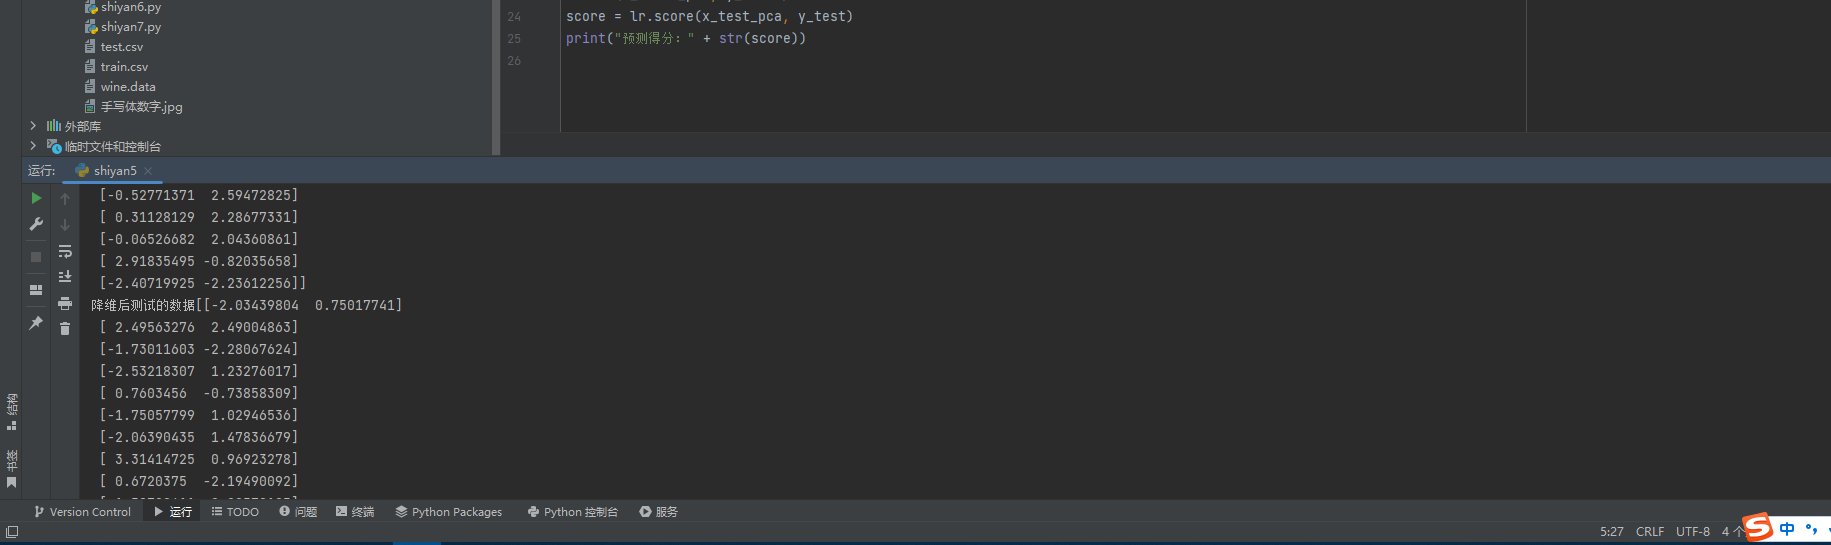 shiyan6.py
shiyan7.py
test.csv
train.csv
wine.data
手写体数字.jpg
外部库
临时文件和控制台
24 score = lr.score(x_test_pca, y_test)
25 print("预测得分：" + str(score))
26
运行: shiyan5
[-0.52771371  2.59472825]
[ 0.31128129  2.28677331]
[-0.06526682  2.04360861]
[ 2.91835495 -0.82035658]
[-2.40719925 -2.23612256]]
降维后测试的数据[[-2.03439804  0.75017741]
[ 2.49563276  2.49004863]
[-1.73011603 -2.28067624]
[-2.53218307  1.23276017]
[ 0.7603456  -0.73858309]
[-1.75057799  1.02946536]
[-2.06390435  1.47836679]
[ 3.31414725  0.96923278]
[ 0.6720375  -2.19490092]
结构
书签
Version Control 运行 TODO 问题 终端 Python Packages Python 控制台 服务
5:27 CRLF UTF-8 4 个
中